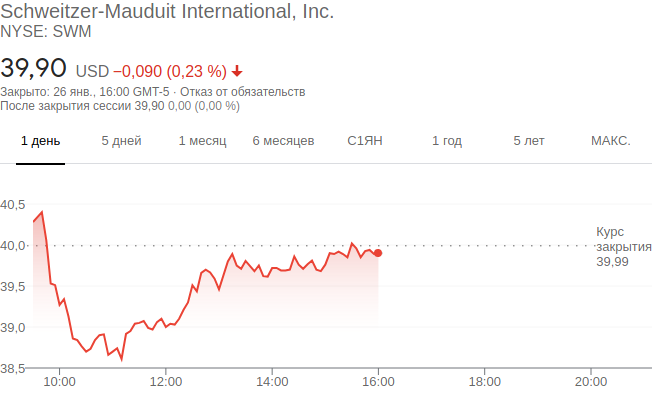 Schweitzer-Mauduit International, Inc.
NYSE: SWM
39,90 USD −0,090 (0,23 %)
Закрыто: 26 янв., 16:00 GMT-5 · Отказ от обязательств
После закрытия сессии 39,90 0,00 (0,00 %)
1 день 5 дней 1 месяц 6 месяцев С1ЯН 1 год 5 лет МАКС.
40,5
Курс
40,0 закрытия
39,99
39,5
39,0
38,5
10:00 12:00 14:00 16:00 18:00 20:00